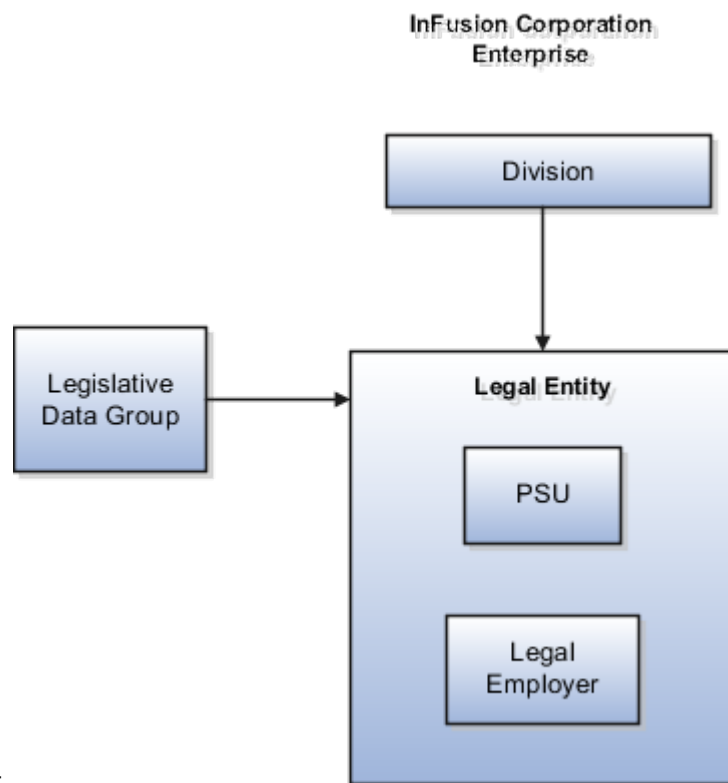 InFusion Corporation
Enterprise
Division
Legislative
Data Group
Legal Entity
PSU
Legal
Employer